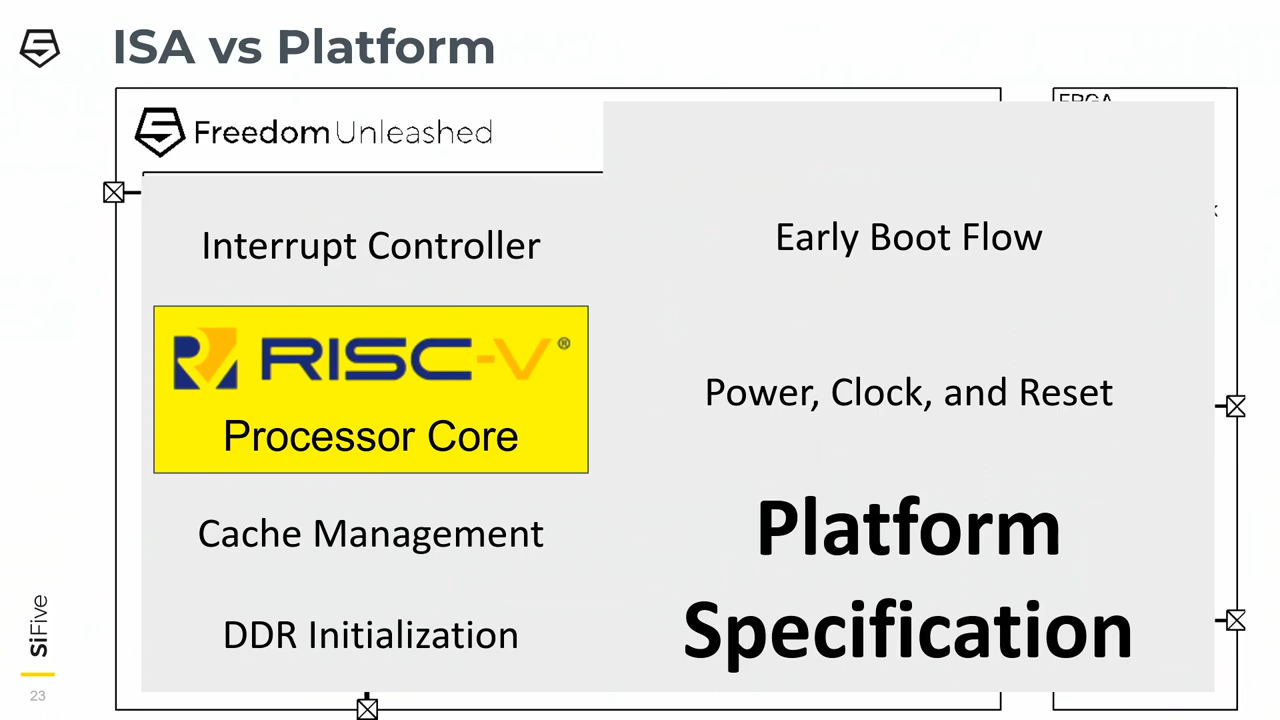 ISA vs Platform
Freedom Unleashed
FPGA
Interrupt Controller
RISC-V®
Processor Core
Cache Management
DDR Initialization
Early Boot Flow
Power, Clock, and Reset
Platform
Specification
SiFive
23